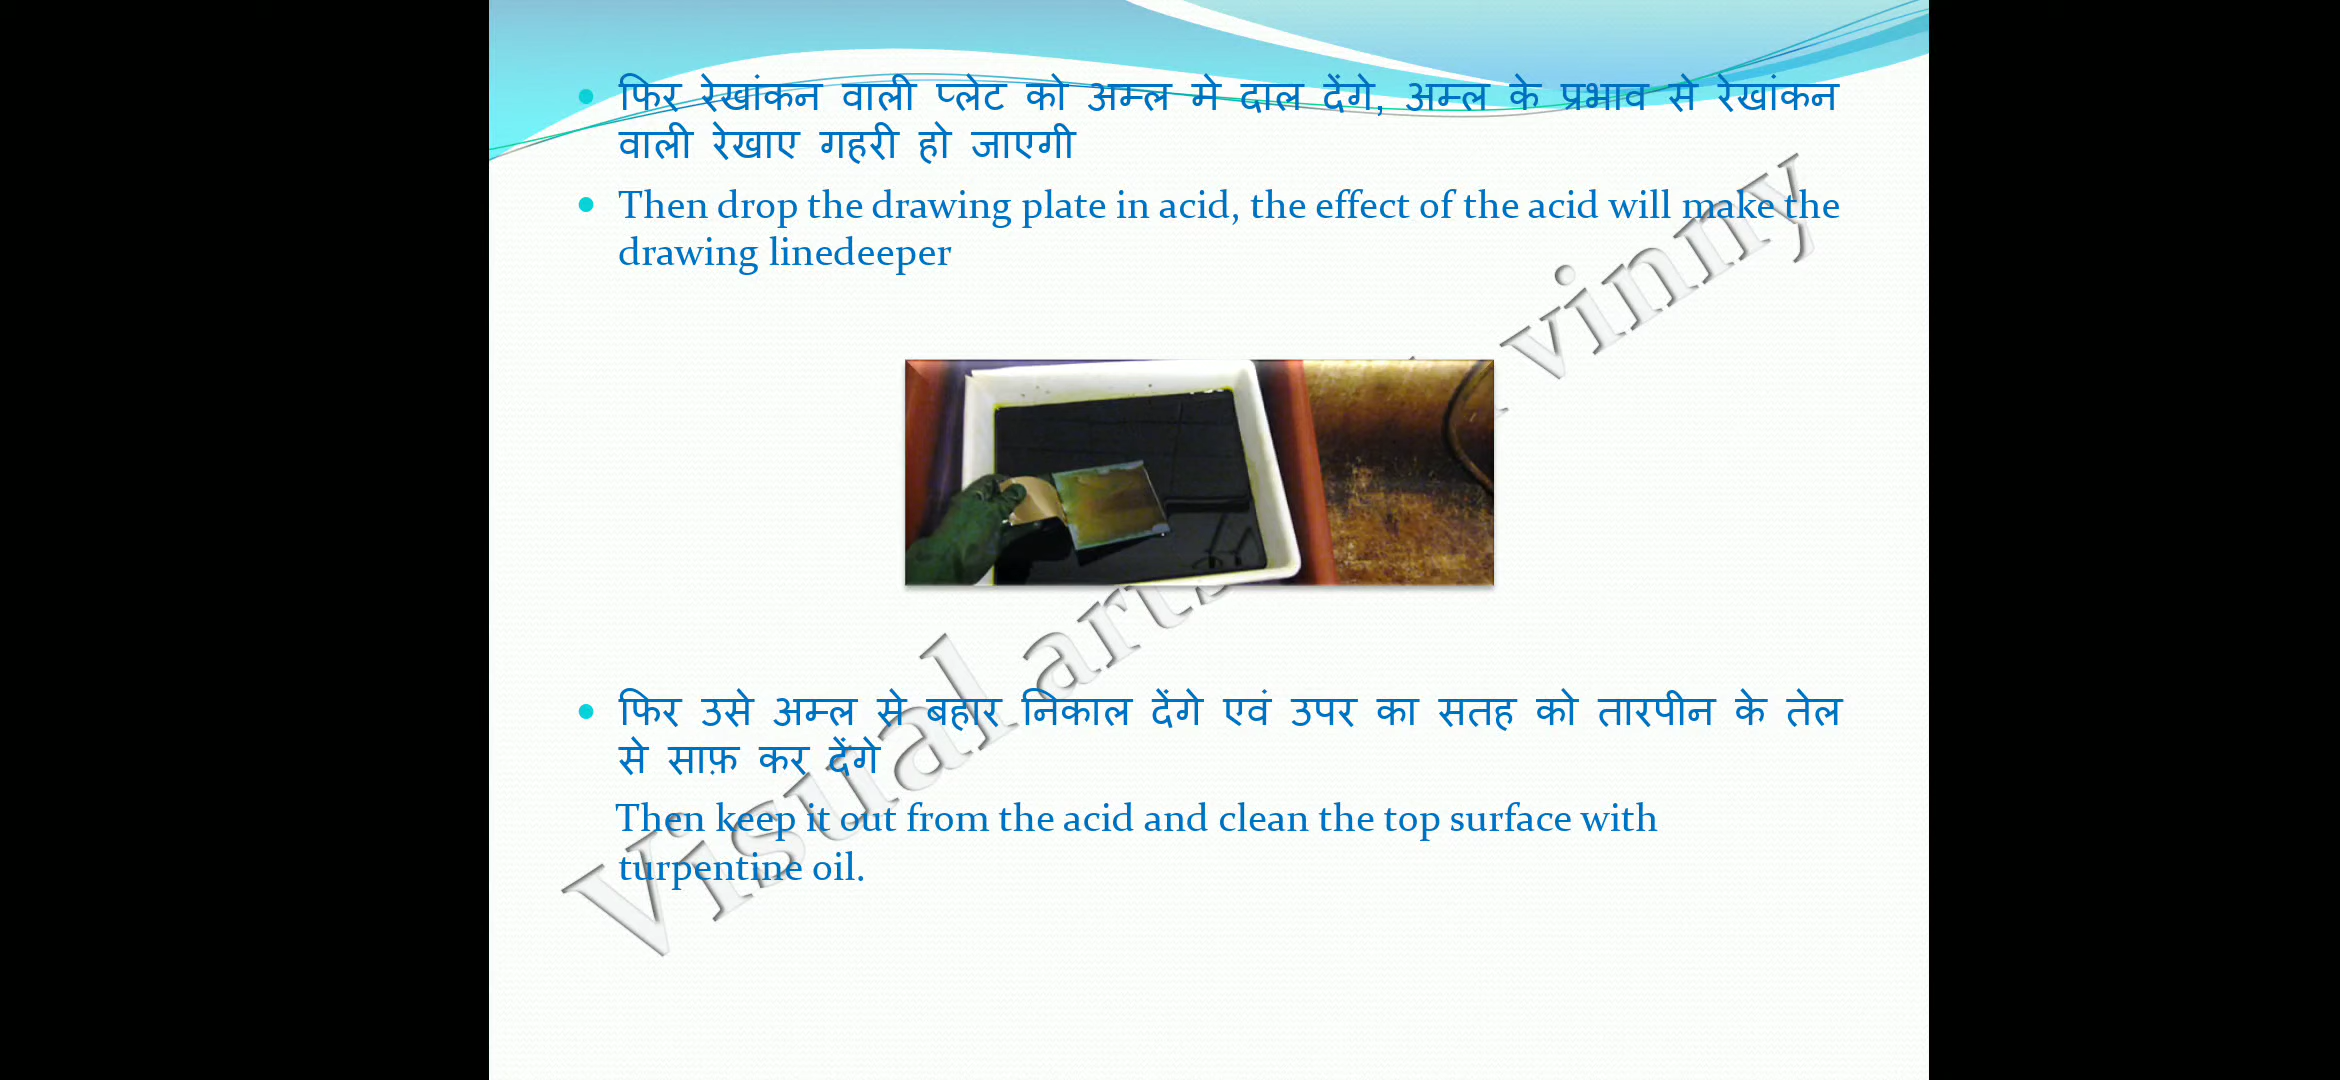 फिर रेखांकन वाली प्लेट को अम्ल मे दाल देंगे, अम्ल के प्रभाव से रेखांकन
वाली रेखाए गहरी हो जाएगी
Then drop the drawing plate in acid, the effect of the acid will make the
drawing linedeeper
vinny
Visual arts
फिर उसे अम्ल से बहार निकाल देंगे एवं उपर का सतह को तारपीन के तेल
से साफ़ कर देंगे
Then keep it out from the acid and clean the top surface with
turpentine oil.